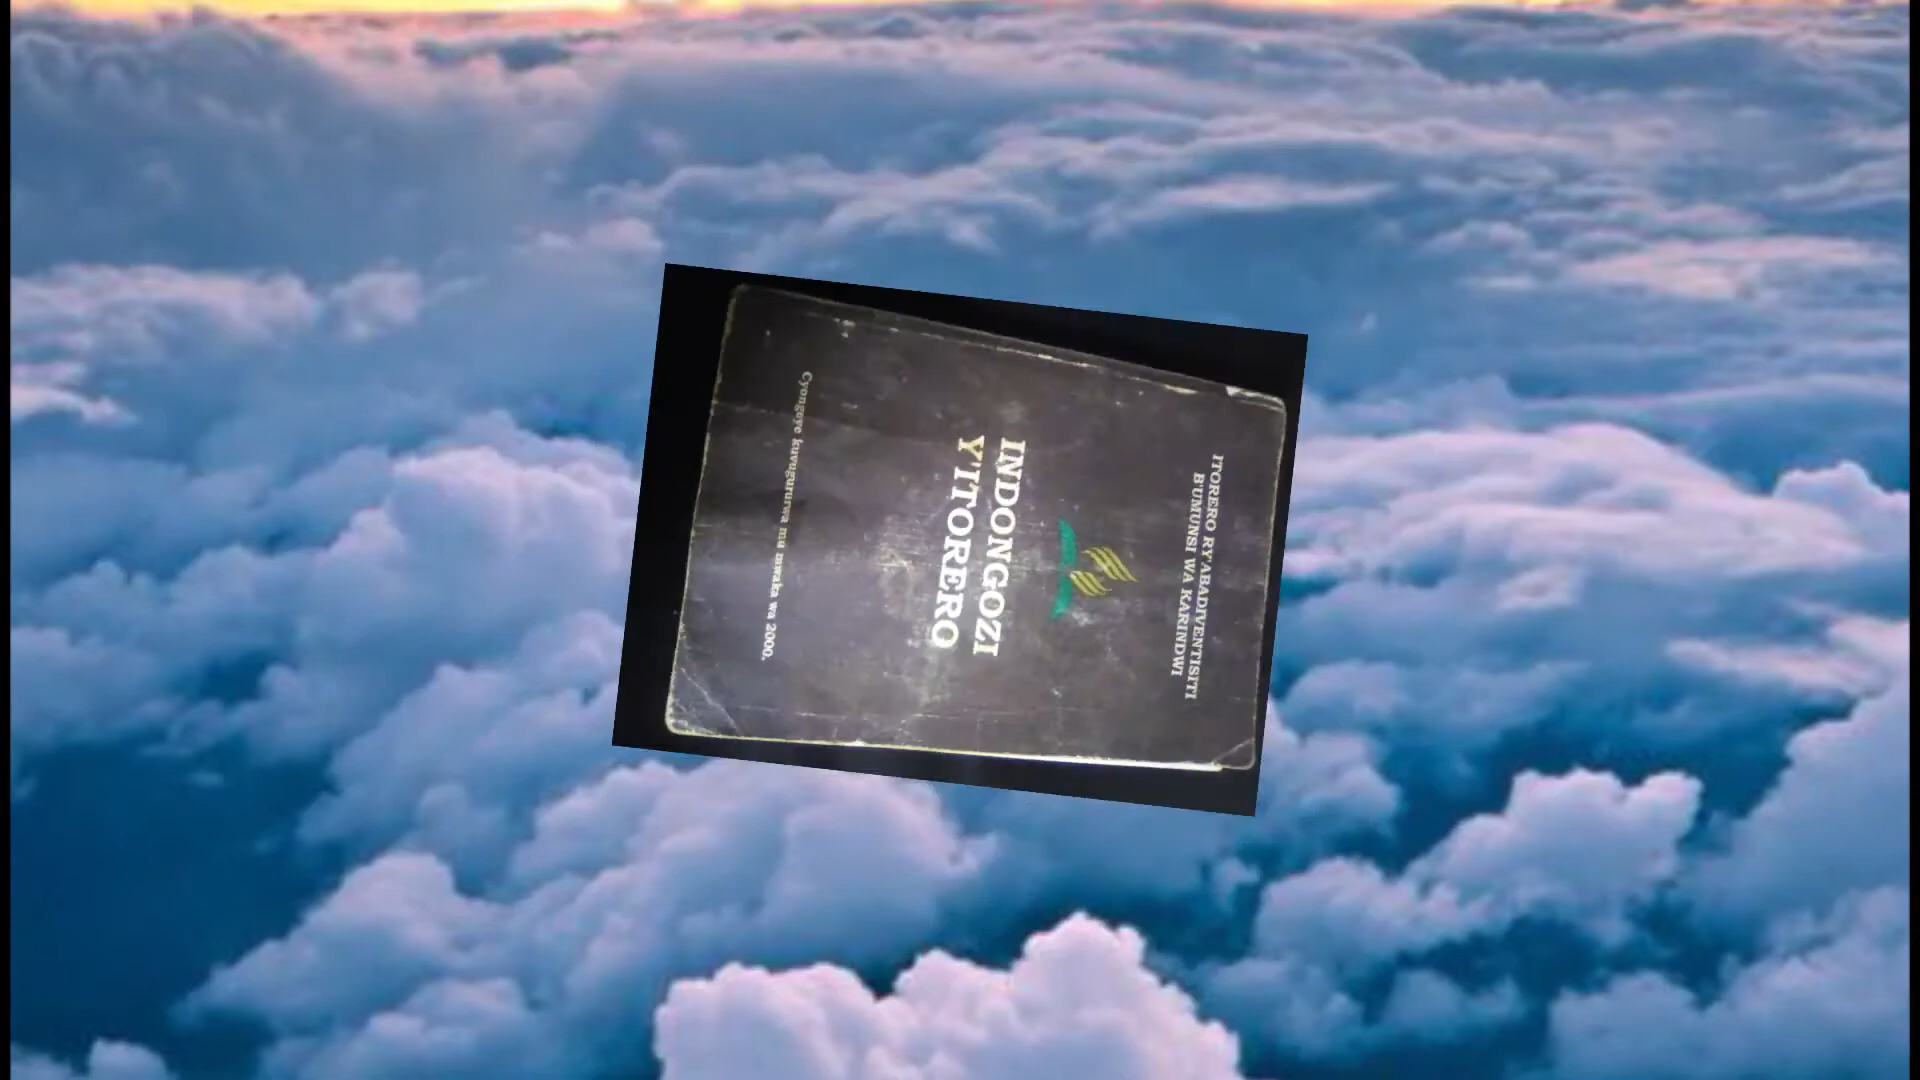 ITORERO RY'ABADIVENTISITI
B'UMUNSI WA KARINDWI
INDONGOZI
Y'ITORERO
Cyongeye kuvugururwa mu mwaka wa 2000.